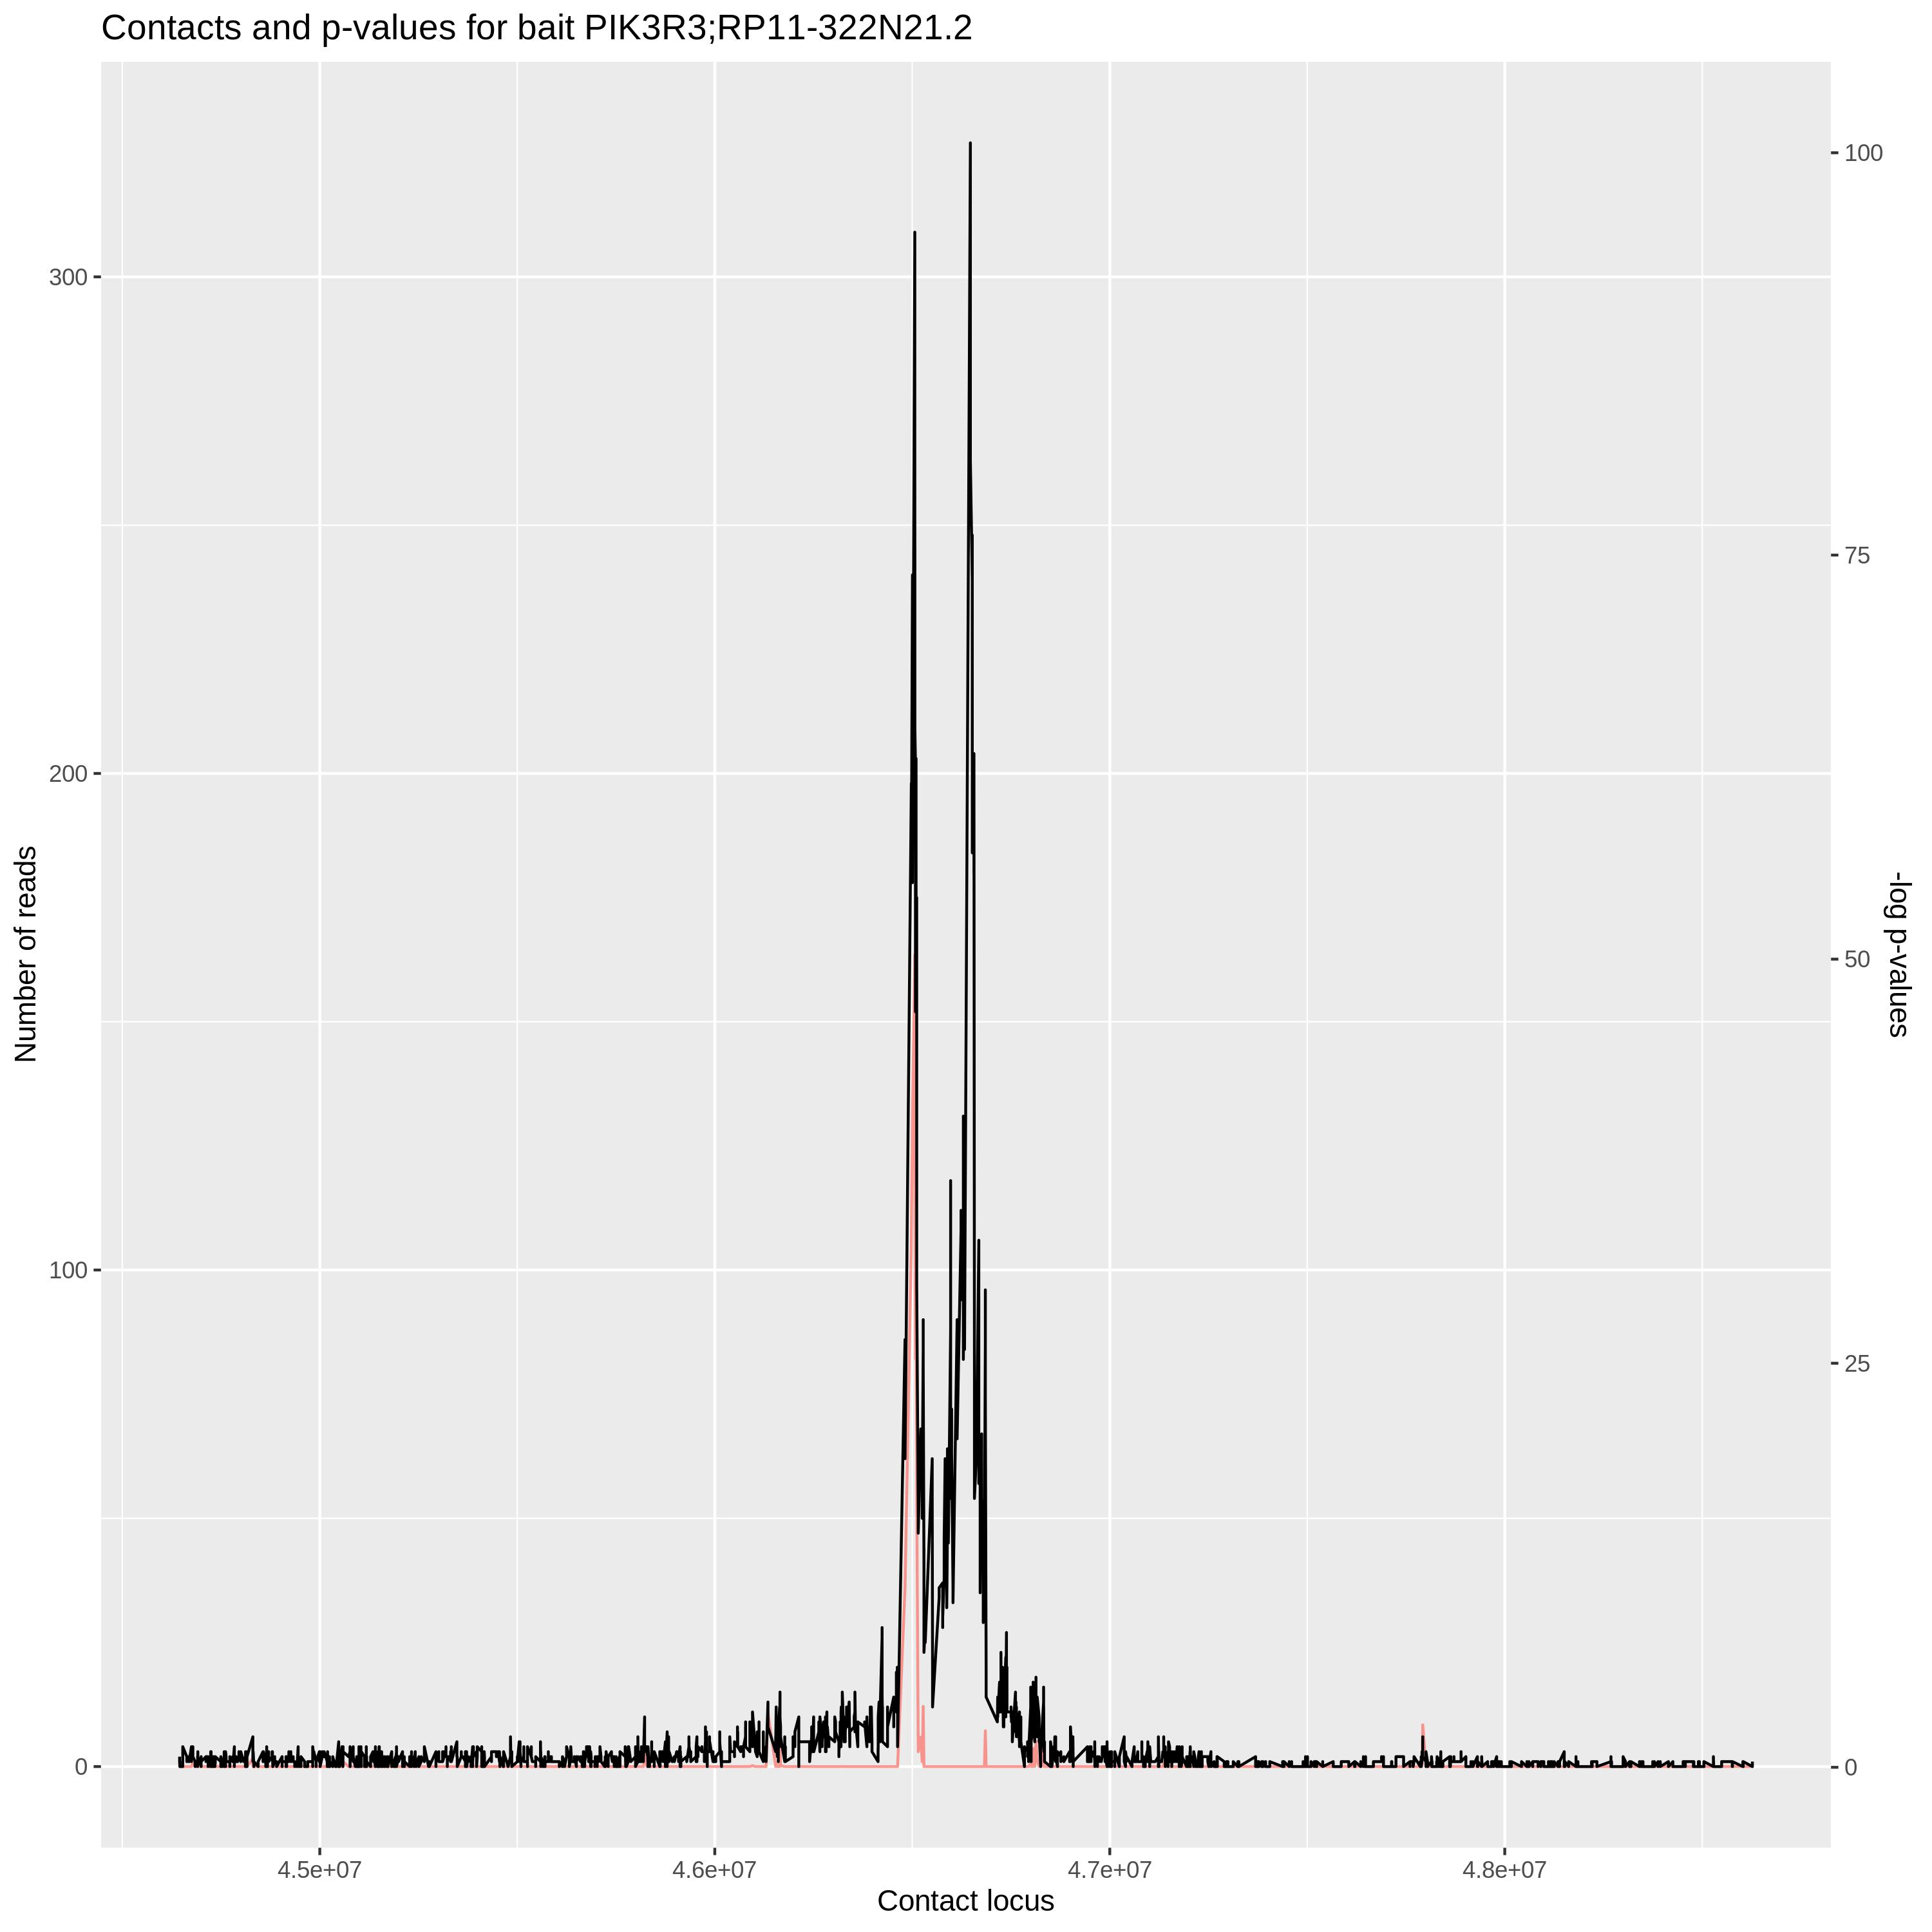 Contacts and p-values for bait PIK3R3;RP11-322N21.2
300
200
100
0
Number of reads
100
75
50
25
0
-log p-values
4.5e+07
4.6e+07
4.7e+07
4.8e+07
Contact locus